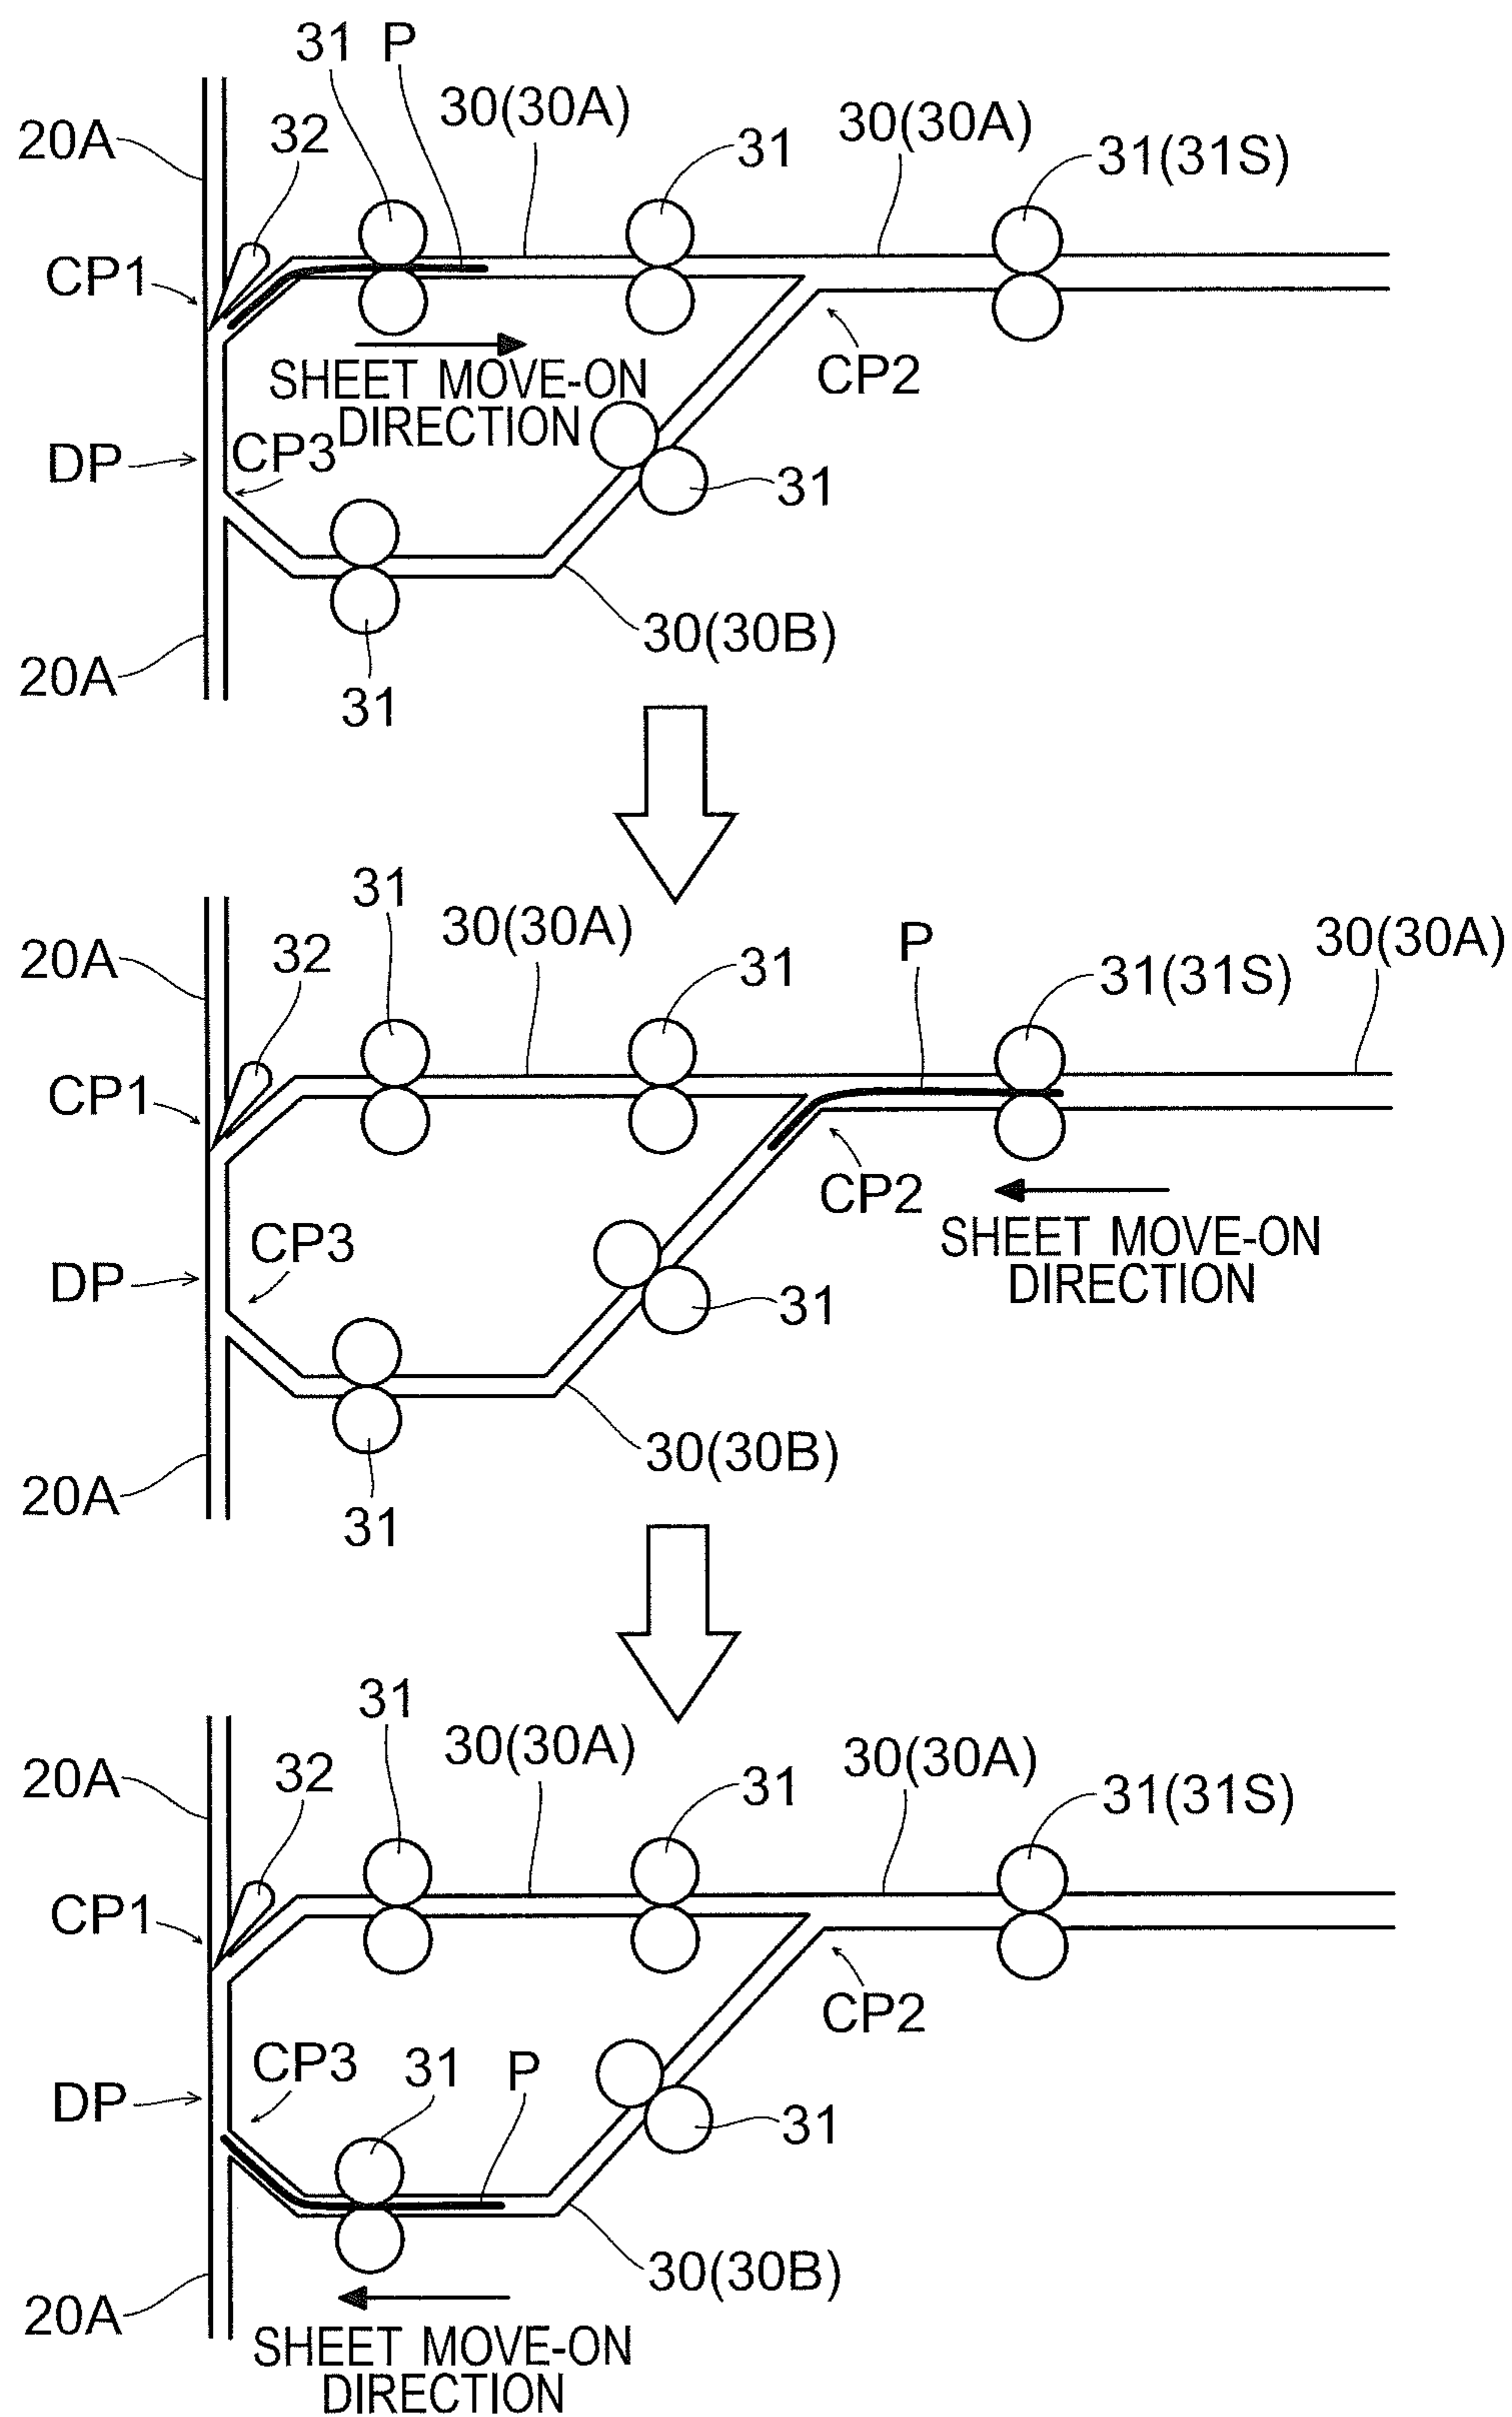 31 P
30(30A)
30(30A)
20A
32
31
31(31S)
CP1
SHEET MOVE-ON
DIRECTION
CP2
DP
CP3
31
30(30B)
20A
31
31
30(30A)
P
30(30A)
20A
32
31
31(31S)
CP1
CP2
CP3
SHEET MOVE-ON
DIRECTION
DP
31
30(30B)
20A
31
31
30(30A)
30(30A)
20A
32
31
31(31S)
CP1
CP2
CP3
31
P
DP
31
30(30B)
20A
SHEET MOVE-ON
DIRECTION